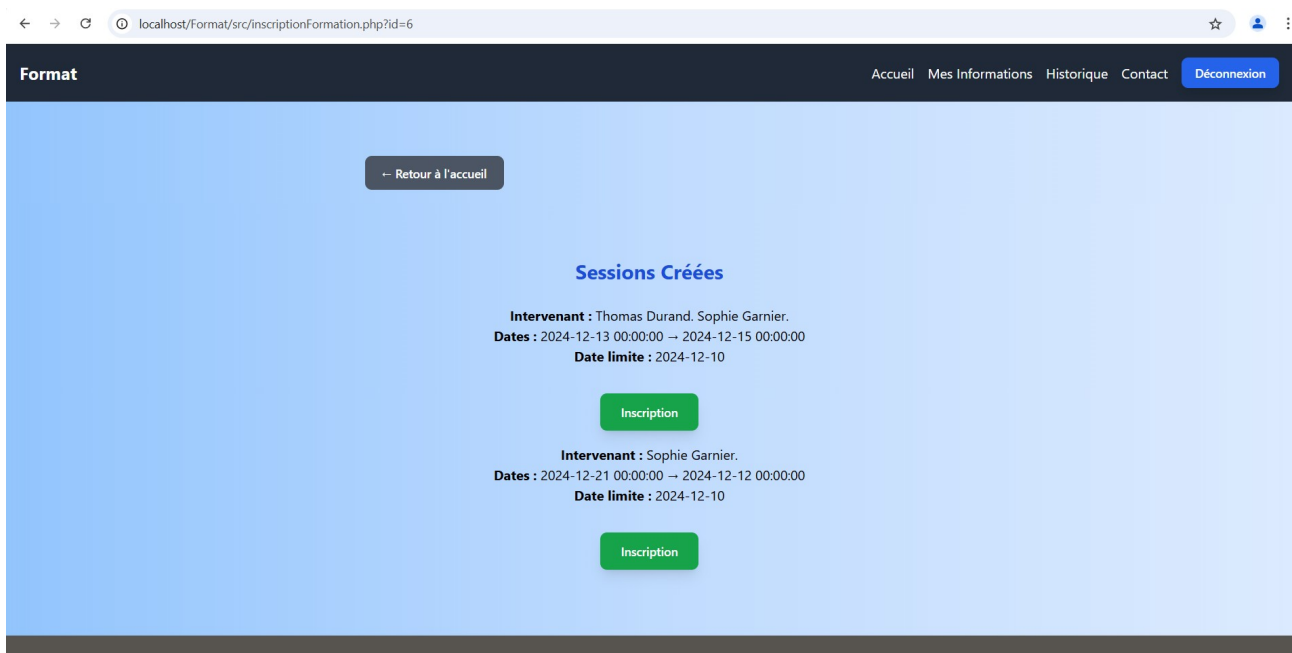 localhost/Format/src/inscriptionFormation.php?id=6
Format
Accueil Mes Informations Historique Contact Déconnexion
← Retour à l'accueil
Sessions Créées
Intervenant : Thomas Durand. Sophie Garnier.
Dates : 2024-12-13 00:00:00 → 2024-12-15 00:00:00
Date limite : 2024-12-10
Inscription
Intervenant : Sophie Garnier.
Dates : 2024-12-21 00:00:00 → 2024-12-12 00:00:00
Date limite : 2024-12-10
Inscription